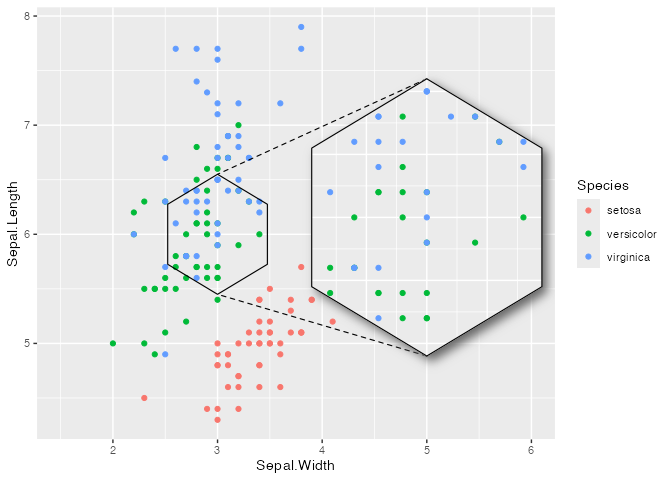 8
7
6
5
Sepal.Length
2
3
4
5
6
Sepal.Width
Species
setosa
versicolor
virginica